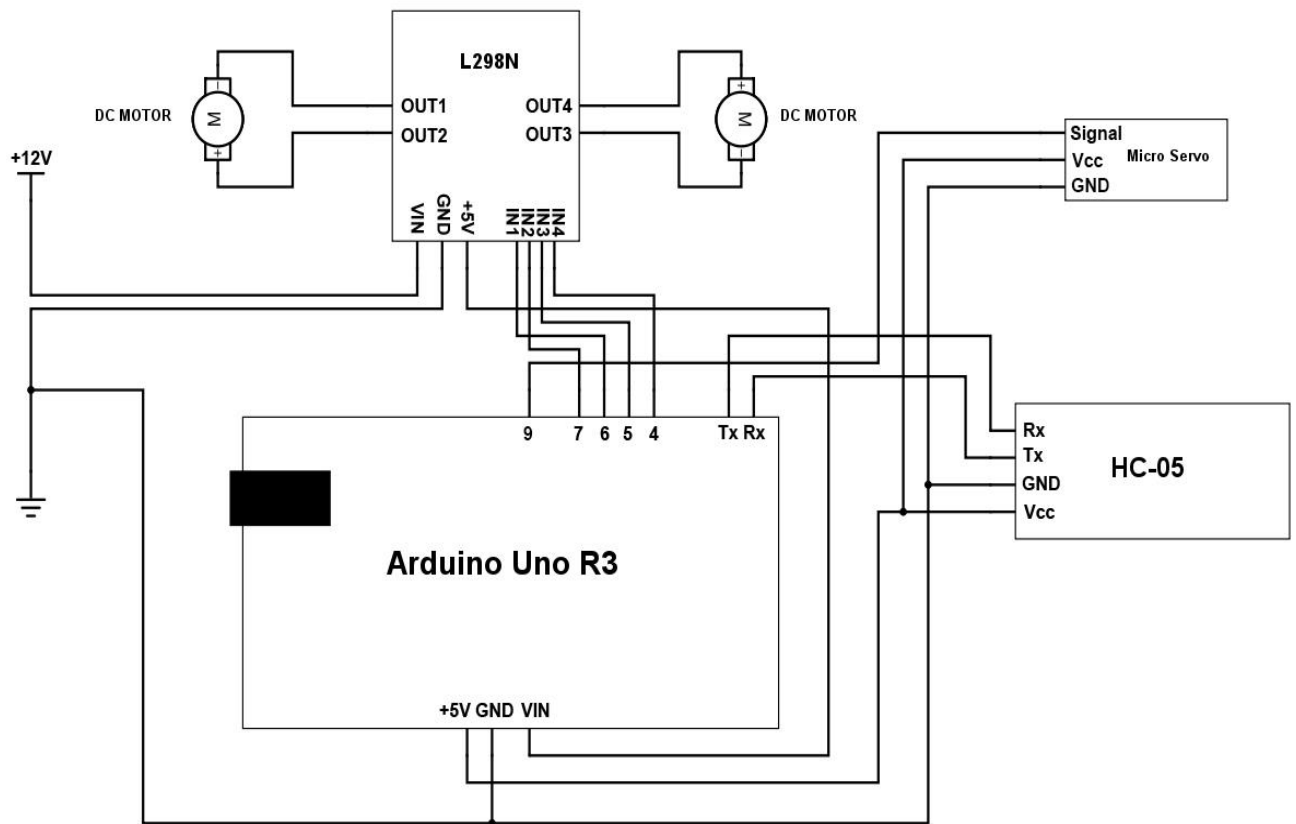 L298N
DC MOTOR
−
M
+
OUT1
OUT2
OUT4
OUT3
+
M
−
DC MOTOR
+12V
Signal
Vcc
GND
Micro Servo
VIN
GND
+5V
IN1
IN2
IN3
IN4
9 7 6 5 4 Tx Rx
Rx
Tx
GND
Vcc
HC-05
Arduino Uno R3
+5V GND VIN